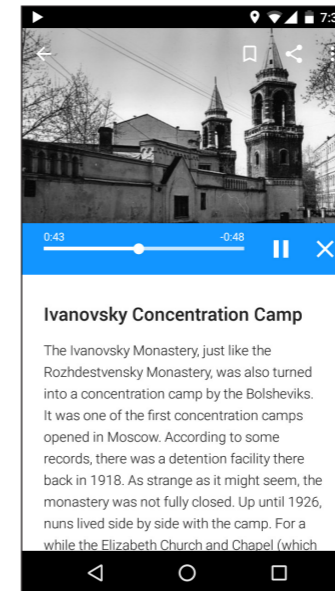 7:3
0:43 -0:48
Ivanovsky Concentration Camp
The Ivanovsky Monastery, just like the
Rozhdestvensky Monastery, was also turned
into a concentration camp by the Bolsheviks.
It was one of the first concentration camps
opened in Moscow. According to some
records, there was a detention facility there
back in 1918. As strange as it might seem, the
monastery was not fully closed. Up until 1926,
nuns lived side by side with the camp. For a
while the Elizabeth Church and Chapel (which